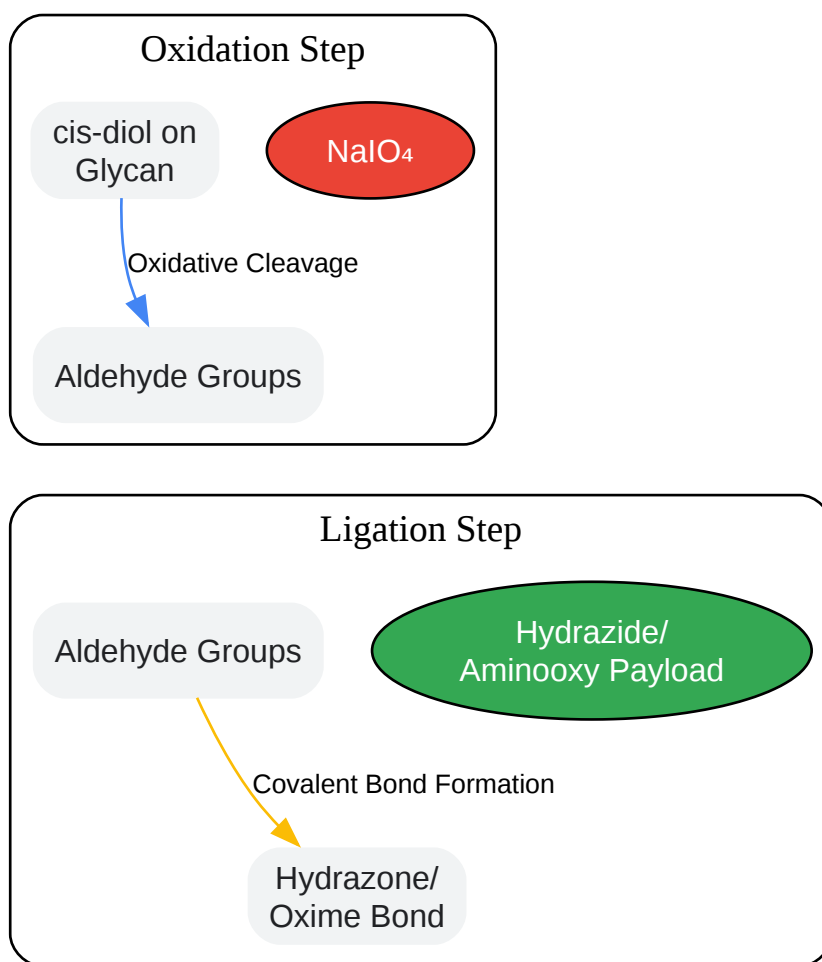 Oxidation Step
cis-diol on
Glycan
NaIO₄
Oxidative Cleavage
Aldehyde Groups
Ligation Step
Aldehyde Groups
Hydrazide/
Aminooxy Payload
Covalent Bond Formation
Hydrazone/
Oxime Bond